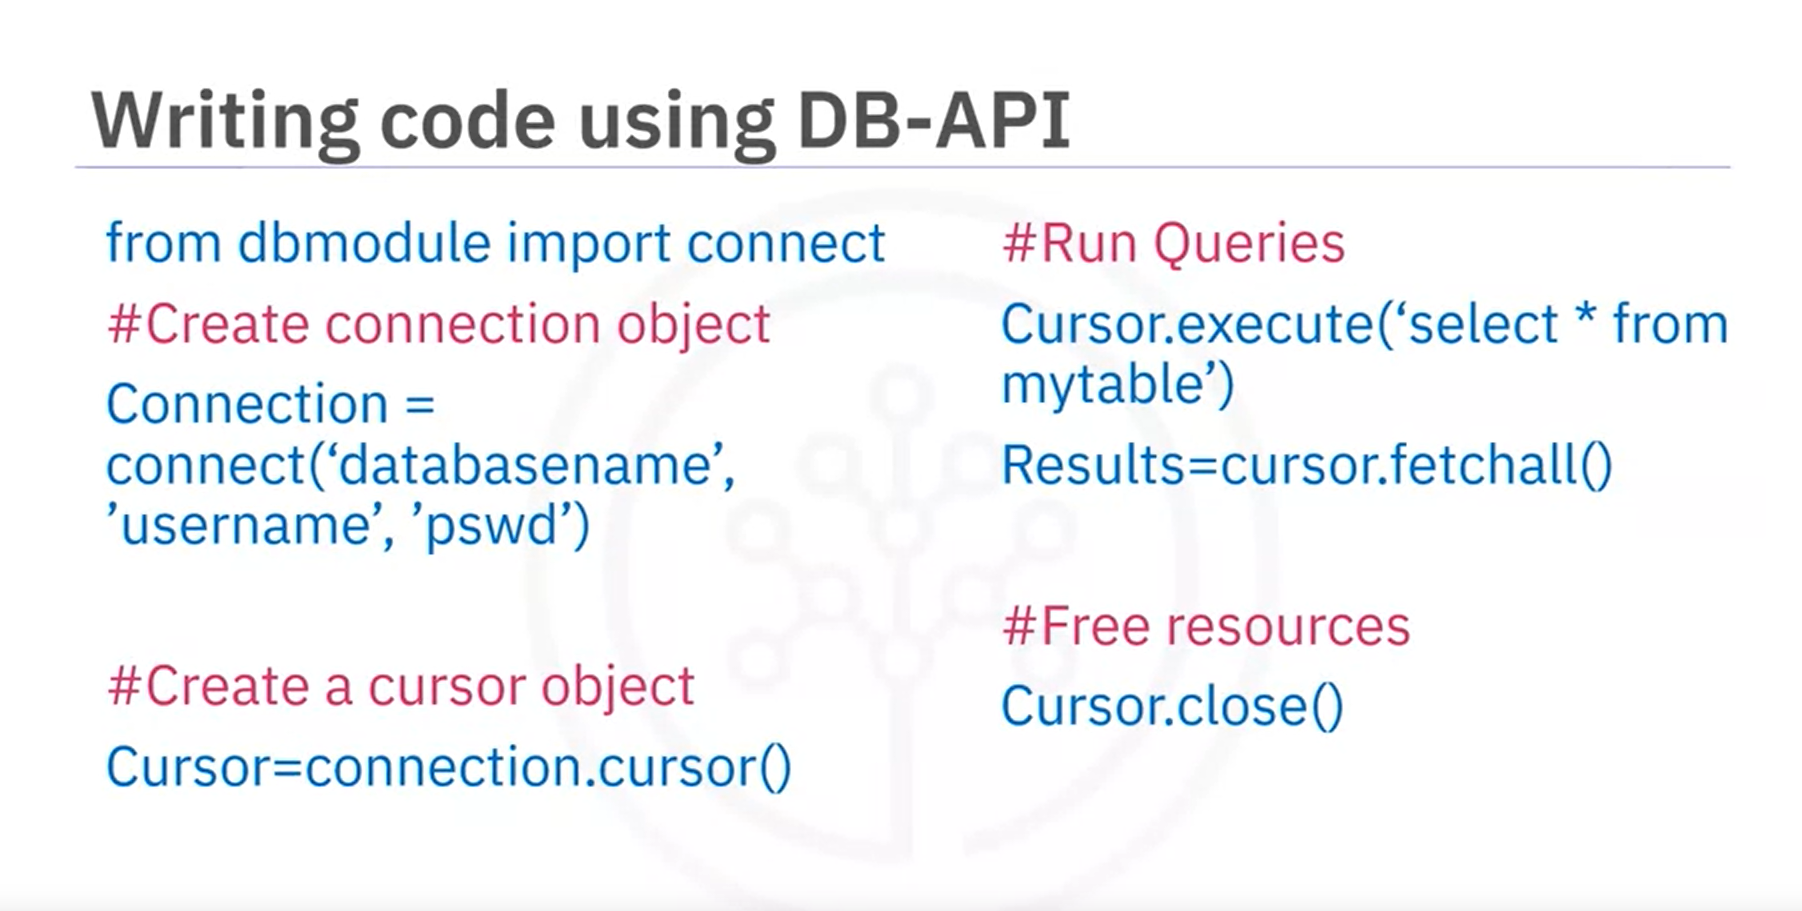 Writing code using DB-API
from dbmodule import connect
#Create connection object
Connection =
connect(‘databasename’,
’username’, ’pswd’)
#Create a cursor object
Cursor=connection.cursor()
#Run Queries
Cursor.execute(‘select * from
mytable’)
Results=cursor.fetchall()
#Free resources
Cursor.close()